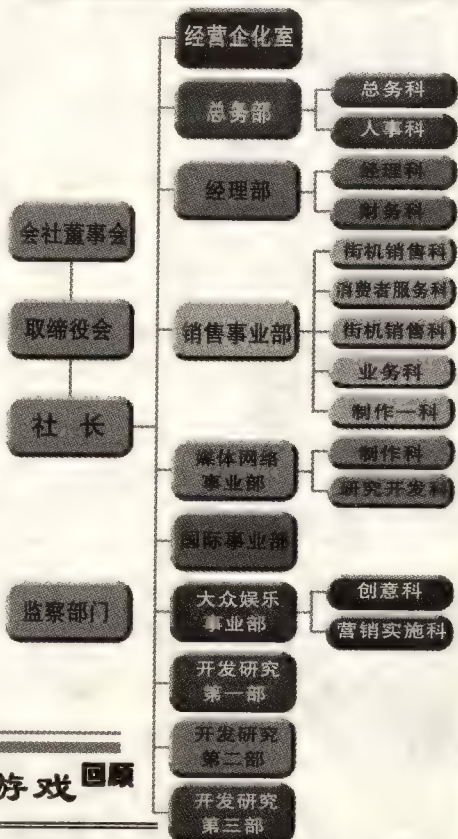 经营企化室
总务部
总务科
人事科
经理部
经理科
财务科
会社董事会
取缔役会
社 长
销售事业部
街机销售科
消费者服务科
街机销售科
业务科
制作一科
媒体网络
事业部
制作科
研究开发科
国际事业部
监察部门
大众娱乐
事业部
创意科
营销实施科
开发研究
第一部
开发研究
第二部
开发研究
第三部
游戏回顾